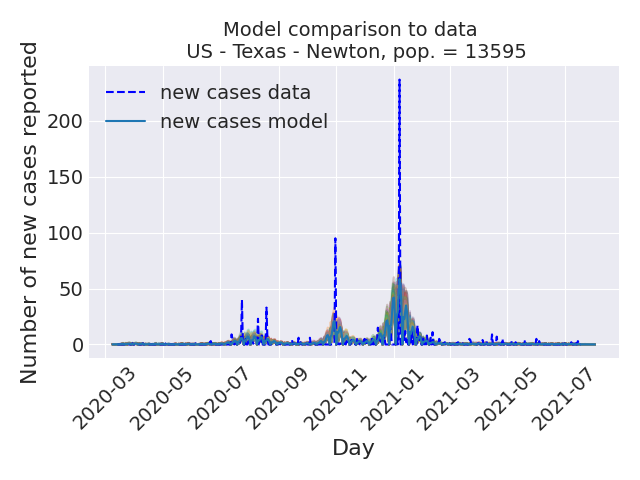 Model comparison to data
US - Texas - Newton, pop. = 13595
Number of new cases reported
new cases data
new cases model
200
150
100
50
0
2020-03
2020-05
2020-07
2020-09
2020-11
2021-01
2021-03
2021-05
2021-07
Day